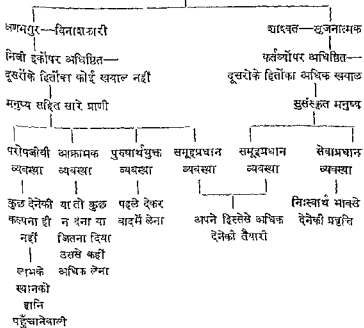 क्षणभंगुर—विनाशकारी
शाश्वत—सृजनात्मक
निजी हकोंपर अधिष्ठित—
दूसरोंके हितोंका कोई खयाल नहीं
कर्तव्योंपर अधिष्ठित—
दूसरोंके हितोंका अधिक खयाल
मनुष्य सहित सारे प्राणी
सुसंस्कृत मनुष्य
परोपजीवी
व्यवस्था
आक्रामक
व्यवस्था
पुरुषार्थयुक्त
व्यवस्था
समूहप्रधान
व्यवस्था
समूहप्रधान
व्यवस्था
सेवाप्रधान
व्यवस्था
कुछ देनेकी
कल्पना ही
नहीं
या तो कुछ
न देना या
जितना दिया
उससे कहीं
अधिक लेना
पहले देकर
बादमें लेना
अपने हिस्सेसे अधिक
देनेकी तैयारी
निःस्वार्थ भावसे
देनेकी प्रवृत्ति
लाभके
स्थानको
हानि
पहुँचानेवाली